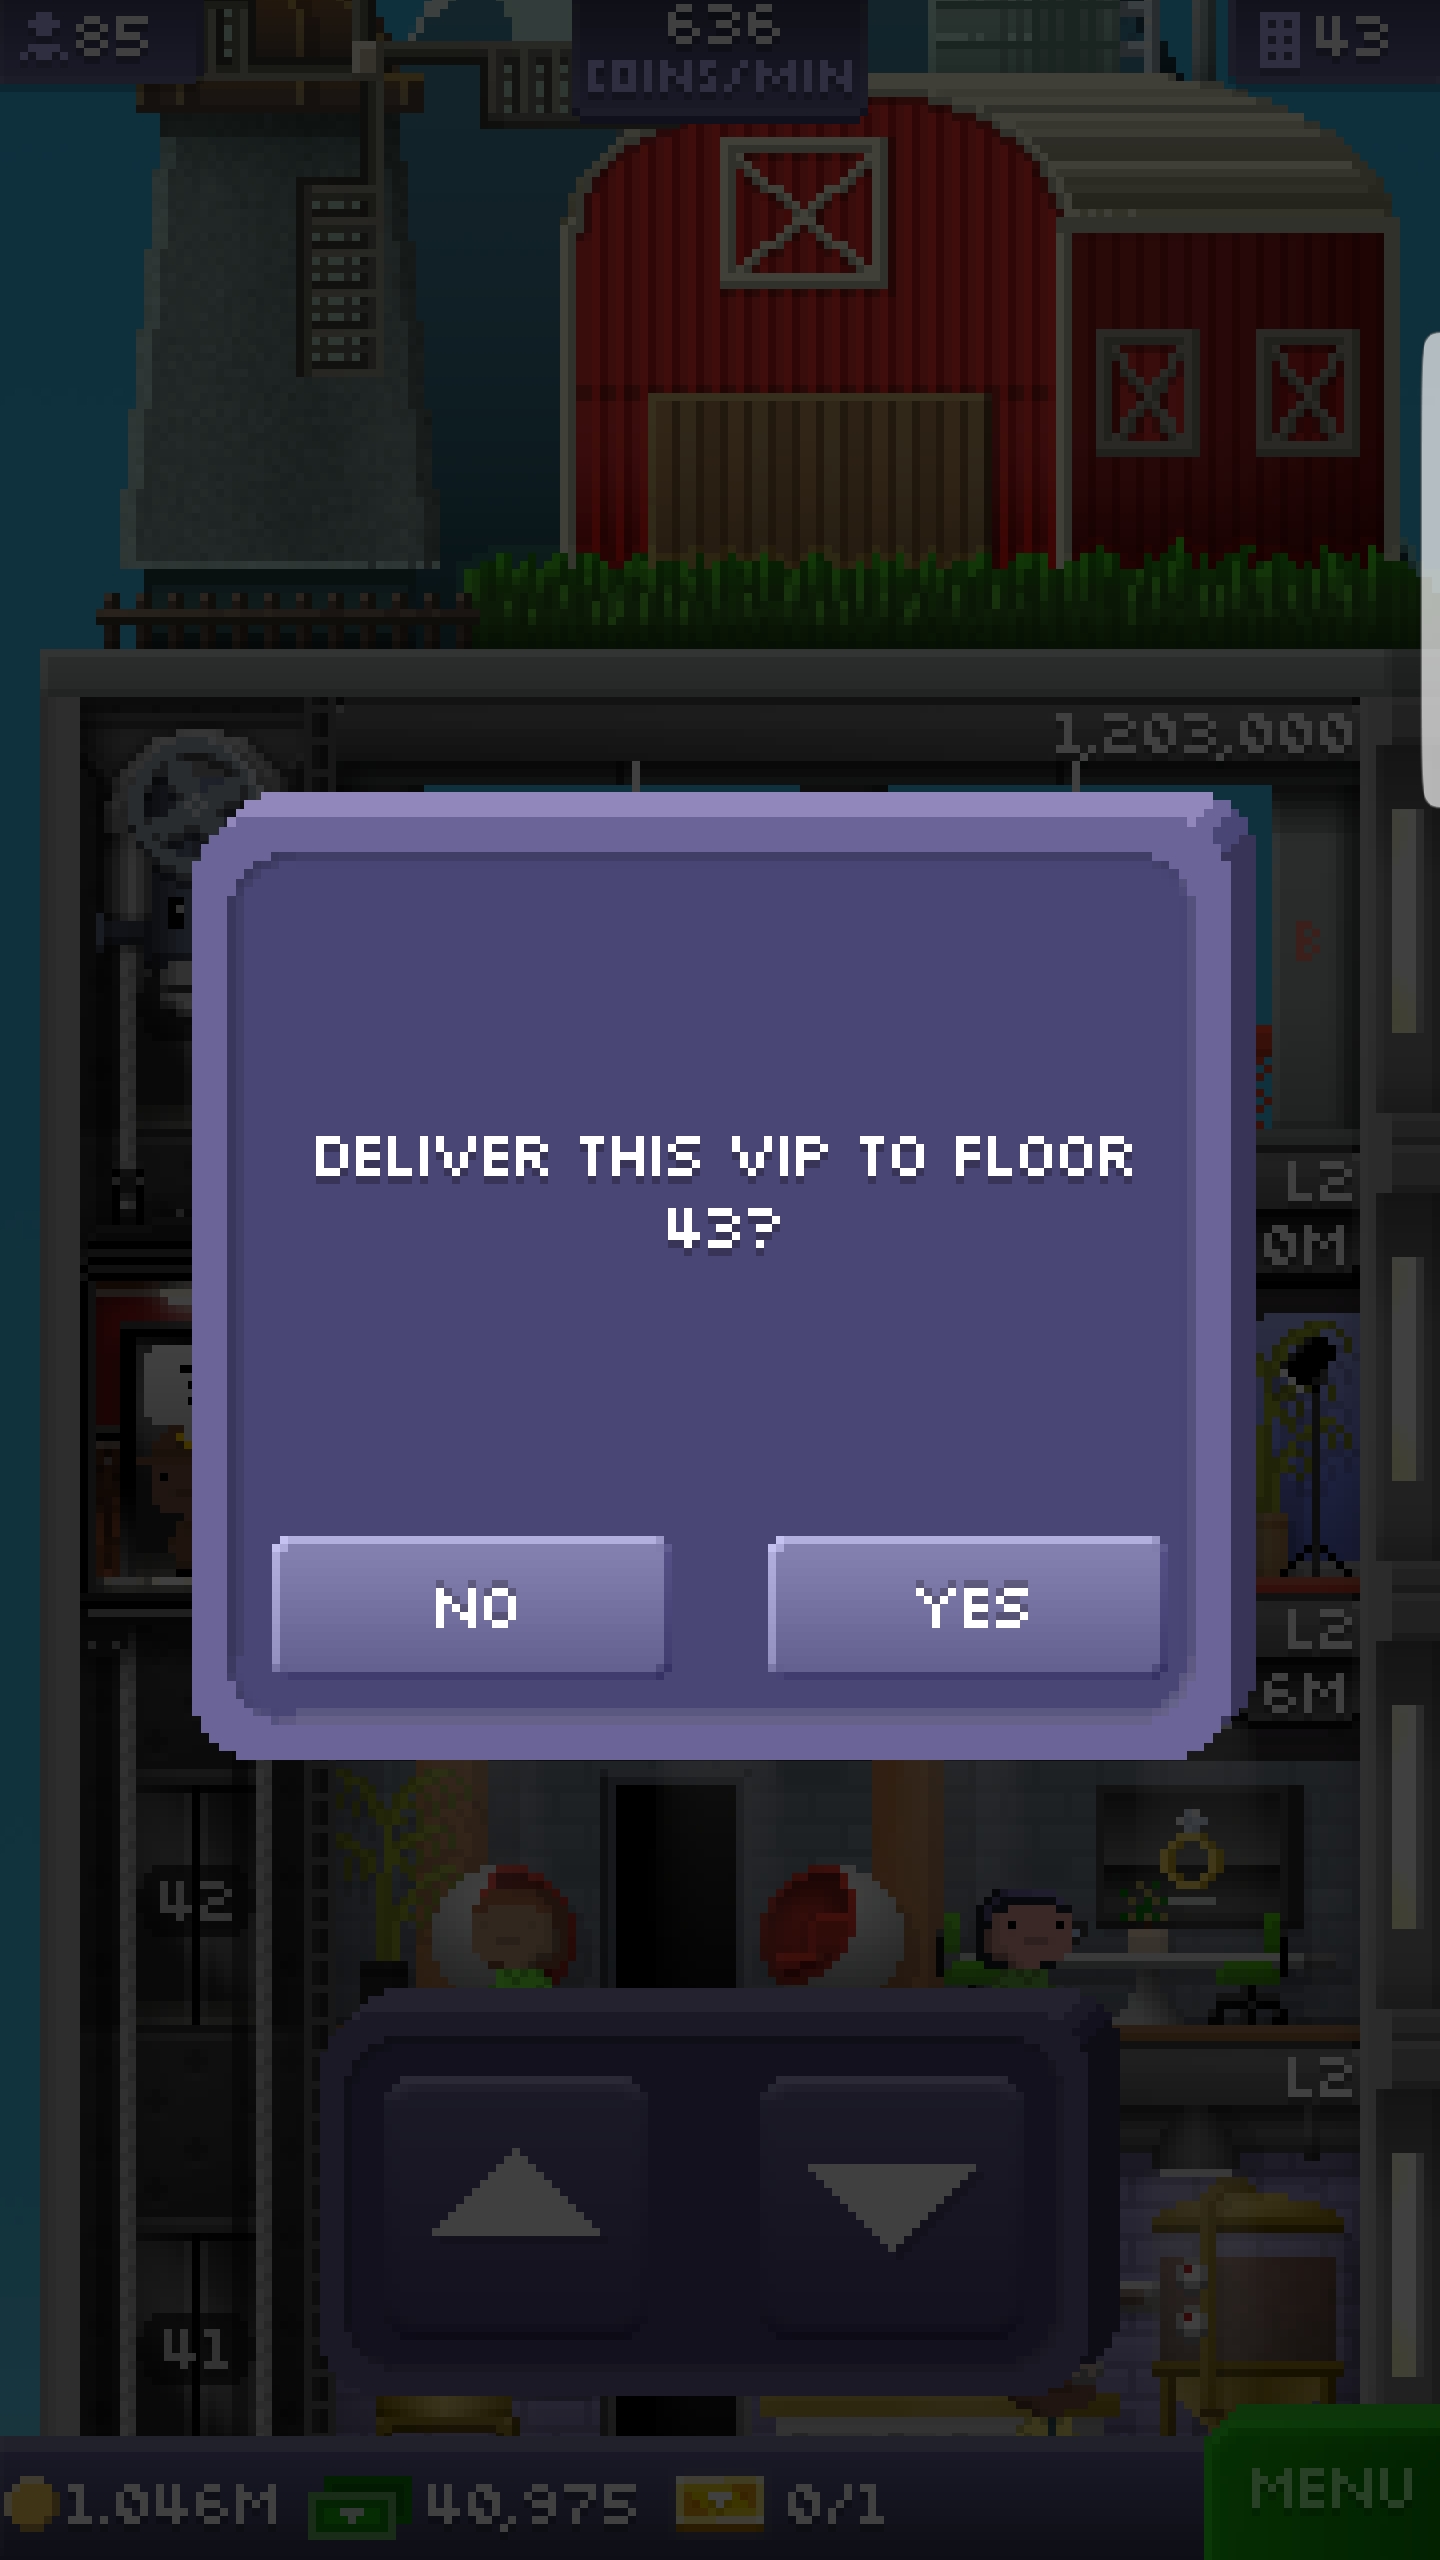 85
636
COINS/MIN
43
1,203,000
B
L2
0M
DELIVER THIS VIP TO FLOOR
43?
NO
YES
L2
6M
42
L2
41
1.046M
40,975
0/1
MENU